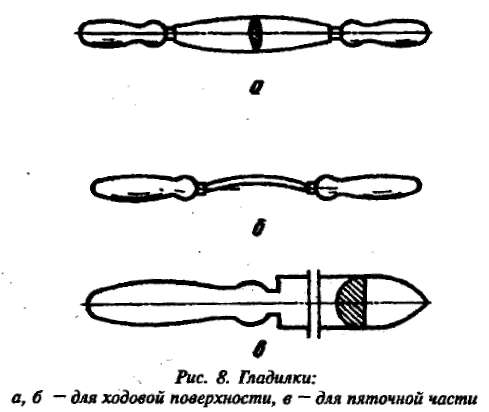 а
б
в
Рис. 8. Гладилки:
а, б — для ходовой поверхности, в — для пяточной части